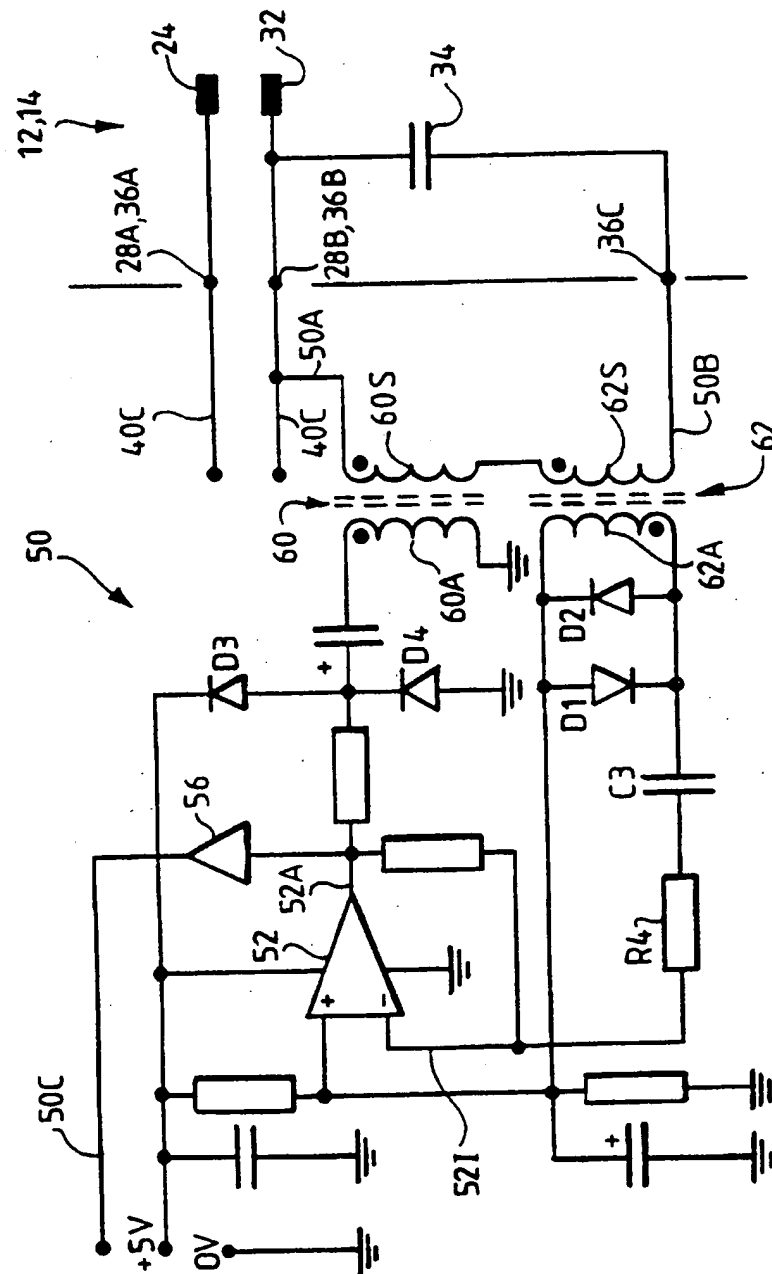 12,14
24
32
34
28A,36A
28B,36B
36C
40C
40C
50A
50B
60S
62S
60
62
60A
62A
50
D3
D4
D2
D1
C3
R4
56
52A
52
+
+
-
50C
52I
+
+5V
0V